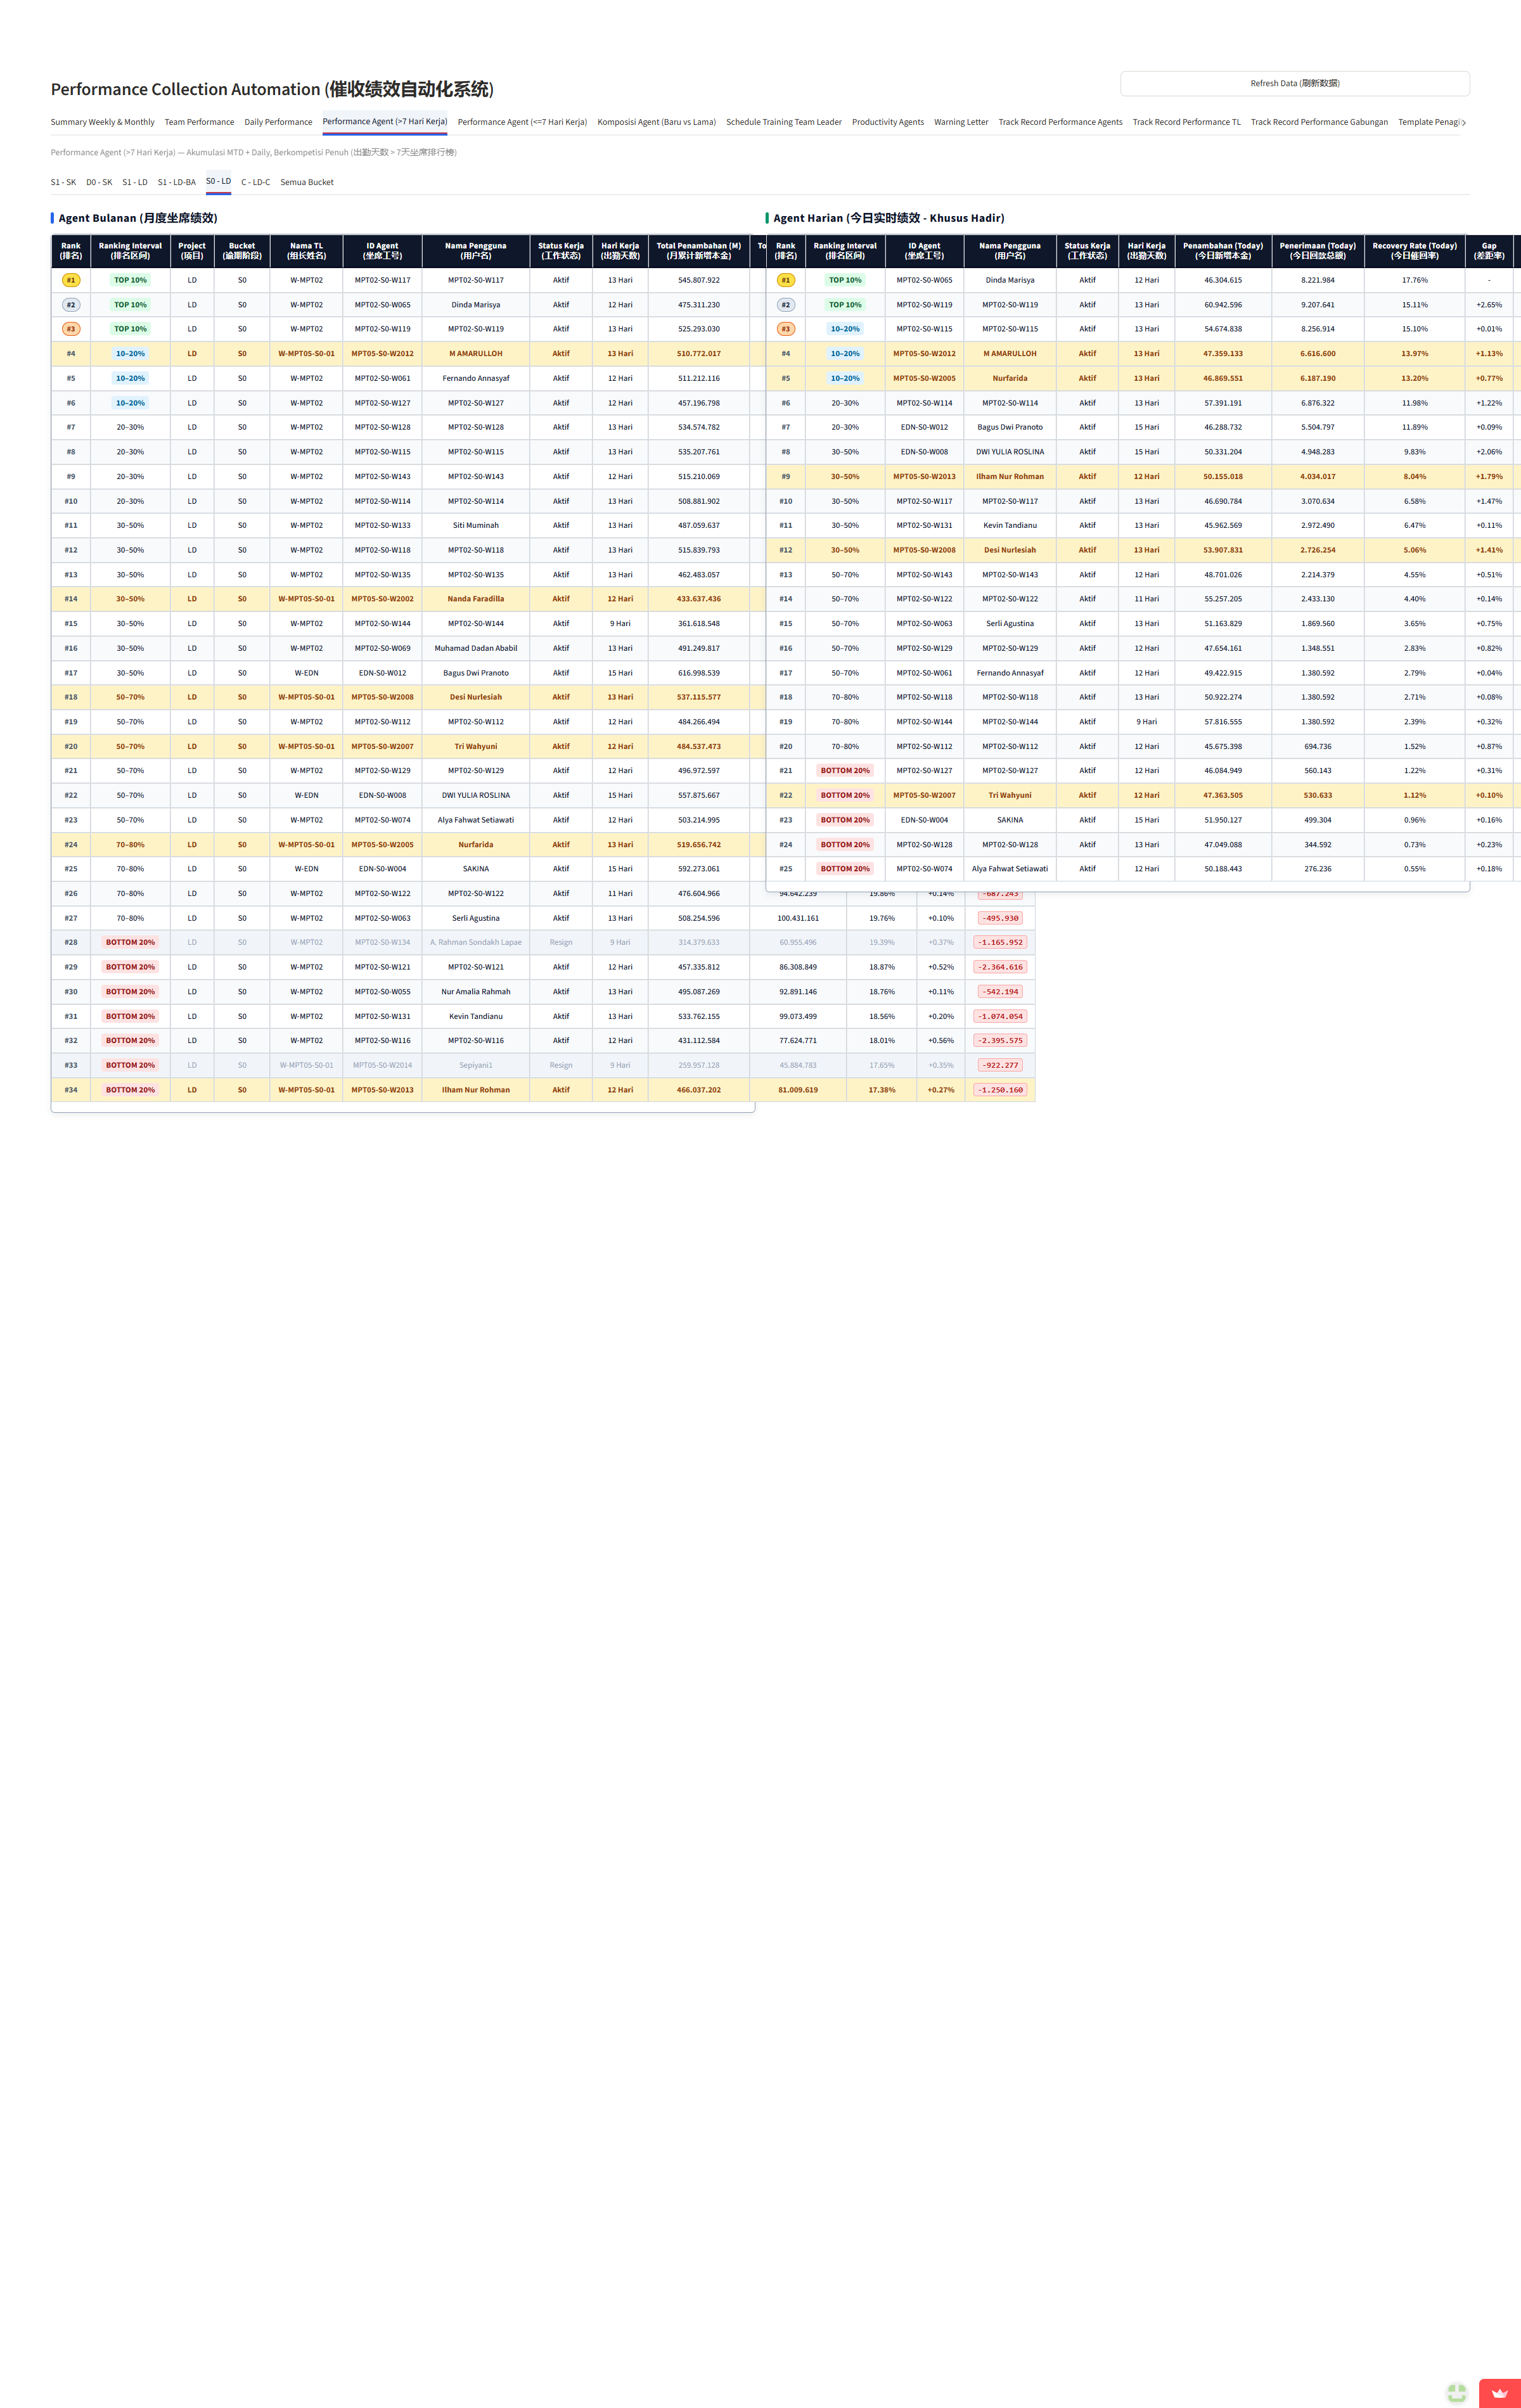 Performance Collection Automation (催收绩效自动化系统)
Refresh Data (刷新数据)
Summary Weekly & Monthly Team Performance Daily Performance Performance Agent (>7 Hari Kerja) Performance Agent (<=7 Hari Kerja) Komposisi Agent (Baru vs Lama) Schedule Training Team Leader Productivity Agents Warning Letter Track Record Performance Agents Track Record Performance TL Track Record Performance Gabungan Template Penagi
Performance Agent (>7 Hari Kerja) — Akumulasi MTD + Daily, Berkompetisi Penuh (出勤天数 > 7天坐席排行榜)
S1 - SK D0 - SK S1 - LD S1 - LD-BA S0 - LD C - LD-C Semua Bucket
Agent Bulanan (月度坐席绩效)
Rank Ranking Interval Project Bucket Nama TL ID Agent Nama Pengguna Status Kerja Hari Kerja Total Penambahan (M) To
(排名) (排名区间) (项目) (逾期阶段) (组长姓名) (坐席工号) (用户名) (工作状态) (出勤天数) (月累计新增本金)
#1 TOP 10% LD S0 W-MPT02 MPT02-S0-W117 MPT02-S0-W117 Aktif 13 Hari 545.807.922
#2 TOP 10% LD S0 W-MPT02 MPT02-S0-W065 Dinda Marisya Aktif 12 Hari 475.311.230
#3 TOP 10% LD S0 W-MPT02 MPT02-S0-W119 MPT02-S0-W119 Aktif 13 Hari 525.293.030
#4 10–20% LD S0 W-MPT05-S0-01 MPT05-S0-W2012 M AMARULLOH Aktif 13 Hari 510.772.017
#5 10–20% LD S0 W-MPT02 MPT02-S0-W061 Fernando Annasyaf Aktif 12 Hari 511.212.116
#6 10–20% LD S0 W-MPT02 MPT02-S0-W127 MPT02-S0-W127 Aktif 12 Hari 457.196.798
#7 20–30% LD S0 W-MPT02 MPT02-S0-W128 MPT02-S0-W128 Aktif 13 Hari 534.574.782
#8 20–30% LD S0 W-MPT02 MPT02-S0-W115 MPT02-S0-W115 Aktif 13 Hari 535.207.761
#9 20–30% LD S0 W-MPT02 MPT02-S0-W143 MPT02-S0-W143 Aktif 12 Hari 515.210.069
#10 20–30% LD S0 W-MPT02 MPT02-S0-W114 MPT02-S0-W114 Aktif 13 Hari 508.881.902
#11 30–50% LD S0 W-MPT02 MPT02-S0-W133 Siti Muminah Aktif 13 Hari 487.059.637
#12 30–50% LD S0 W-MPT02 MPT02-S0-W118 MPT02-S0-W118 Aktif 13 Hari 515.839.793
#13 30–50% LD S0 W-MPT02 MPT02-S0-W135 MPT02-S0-W135 Aktif 13 Hari 462.483.057
#14 30–50% LD S0 W-MPT05-S0-01 MPT05-S0-W2002 Nanda Faradilla Aktif 12 Hari 433.637.436
#15 30–50% LD S0 W-MPT02 MPT02-S0-W144 MPT02-S0-W144 Aktif 9 Hari 361.618.548
#16 30–50% LD S0 W-MPT02 MPT02-S0-W069 Muhamad Dadan Ababil Aktif 13 Hari 491.249.817
#17 30–50% LD S0 W-EDN EDN-S0-W012 Bagus Dwi Pranoto Aktif 15 Hari 616.998.539
#18 50–70% LD S0 W-MPT05-S0-01 MPT05-S0-W2008 Desi Nurlesiah Aktif 13 Hari 537.115.577
#19 50–70% LD S0 W-MPT02 MPT02-S0-W112 MPT02-S0-W112 Aktif 12 Hari 484.266.494
#20 50–70% LD S0 W-MPT05-S0-01 MPT05-S0-W2007 Tri Wahyuni Aktif 12 Hari 484.537.473
#21 50–70% LD S0 W-MPT02 MPT02-S0-W129 MPT02-S0-W129 Aktif 12 Hari 496.972.597
#22 50–70% LD S0 W-EDN EDN-S0-W008 DWI YULIA ROSLINA Aktif 15 Hari 557.875.667
#23 50–70% LD S0 W-MPT02 MPT02-S0-W074 Alya Fahwat Setiawati Aktif 12 Hari 503.214.995
#24 70–80% LD S0 W-MPT05-S0-01 MPT05-S0-W2005 Nurfarida Aktif 13 Hari 519.656.742
#25 70–80% LD S0 W-EDN EDN-S0-W004 SAKINA Aktif 15 Hari 592.273.061
#26 70–80% LD S0 W-MPT02 MPT02-S0-W122 MPT02-S0-W122 Aktif 11 Hari 476.604.966 94.642.239 19.86% +0.14% -687.243
#27 70–80% LD S0 W-MPT02 MPT02-S0-W063 Serli Agustina Aktif 13 Hari 508.254.596 100.431.161 19.76% +0.10% -495.930
#28 BOTTOM 20% LD S0 W-MPT02 MPT02-S0-W134 A. Rahman Sondakh Lapae Resign 9 Hari 314.379.633 60.955.496 19.39% +0.37% -1.165.952
#29 BOTTOM 20% LD S0 W-MPT02 MPT02-S0-W121 MPT02-S0-W121 Aktif 12 Hari 457.335.812 86.308.849 18.87% +0.52% -2.364.616
#30 BOTTOM 20% LD S0 W-MPT02 MPT02-S0-W055 Nur Amalia Rahmah Aktif 13 Hari 495.087.269 92.891.146 18.76% +0.11% -542.194
#31 BOTTOM 20% LD S0 W-MPT02 MPT02-S0-W131 Kevin Tandianu Aktif 13 Hari 533.762.155 99.073.499 18.56% +0.20% -1.074.054
#32 BOTTOM 20% LD S0 W-MPT02 MPT02-S0-W116 MPT02-S0-W116 Aktif 12 Hari 431.112.584 77.624.771 18.01% +0.56% -2.395.575
#33 BOTTOM 20% LD S0 W-MPT05-S0-01 MPT05-S0-W2014 Sepiyani1 Resign 9 Hari 259.957.128 45.884.783 17.65% +0.35% -922.277
#34 BOTTOM 20% LD S0 W-MPT05-S0-01 MPT05-S0-W2013 Ilham Nur Rohman Aktif 12 Hari 466.037.202 81.009.619 17.38% +0.27% -1.250.160
Agent Harian (今日实时绩效 - Khusus Hadir)
Rank Ranking Interval ID Agent Nama Pengguna Status Kerja Hari Kerja Penambahan (Today) Penerimaan (Today) Recovery Rate (Today) Gap
(排名) (排名区间) (坐席工号) (用户名) (工作状态) (出勤天数) (今日新增本金) (今日回款总额) (今日催回率) (差距率)
#1 TOP 10% MPT02-S0-W065 Dinda Marisya Aktif 12 Hari 46.304.615 8.221.984 17.76% -
#2 TOP 10% MPT02-S0-W119 MPT02-S0-W119 Aktif 13 Hari 60.942.596 9.207.641 15.11% +2.65%
#3 10–20% MPT02-S0-W115 MPT02-S0-W115 Aktif 13 Hari 54.674.838 8.256.914 15.10% +0.01%
#4 10–20% MPT05-S0-W2012 M AMARULLOH Aktif 13 Hari 47.359.133 6.616.600 13.97% +1.13%
#5 10–20% MPT05-S0-W2005 Nurfarida Aktif 13 Hari 46.869.551 6.187.190 13.20% +0.77%
#6 20–30% MPT02-S0-W114 MPT02-S0-W114 Aktif 13 Hari 57.391.191 6.876.322 11.98% +1.22%
#7 20–30% EDN-S0-W012 Bagus Dwi Pranoto Aktif 15 Hari 46.288.732 5.504.797 11.89% +0.09%
#8 30–50% EDN-S0-W008 DWI YULIA ROSLINA Aktif 15 Hari 50.331.204 4.948.283 9.83% +2.06%
#9 30–50% MPT05-S0-W2013 Ilham Nur Rohman Aktif 12 Hari 50.155.018 4.034.017 8.04% +1.79%
#10 30–50% MPT02-S0-W117 MPT02-S0-W117 Aktif 13 Hari 46.690.784 3.070.634 6.58% +1.47%
#11 30–50% MPT02-S0-W131 Kevin Tandianu Aktif 13 Hari 45.962.569 2.972.490 6.47% +0.11%
#12 30–50% MPT05-S0-W2008 Desi Nurlesiah Aktif 13 Hari 53.907.831 2.726.254 5.06% +1.41%
#13 50–70% MPT02-S0-W143 MPT02-S0-W143 Aktif 12 Hari 48.701.026 2.214.379 4.55% +0.51%
#14 50–70% MPT02-S0-W122 MPT02-S0-W122 Aktif 11 Hari 55.257.205 2.433.130 4.40% +0.14%
#15 50–70% MPT02-S0-W063 Serli Agustina Aktif 13 Hari 51.163.829 1.869.560 3.65% +0.75%
#16 50–70% MPT02-S0-W129 MPT02-S0-W129 Aktif 12 Hari 47.654.161 1.348.551 2.83% +0.82%
#17 50–70% MPT02-S0-W061 Fernando Annasyaf Aktif 12 Hari 49.422.915 1.380.592 2.79% +0.04%
#18 70–80% MPT02-S0-W118 MPT02-S0-W118 Aktif 13 Hari 50.922.274 1.380.592 2.71% +0.08%
#19 70–80% MPT02-S0-W144 MPT02-S0-W144 Aktif 9 Hari 57.816.555 1.380.592 2.39% +0.32%
#20 70–80% MPT02-S0-W112 MPT02-S0-W112 Aktif 12 Hari 45.675.398 694.736 1.52% +0.87%
#21 BOTTOM 20% MPT02-S0-W127 MPT02-S0-W127 Aktif 12 Hari 46.084.949 560.143 1.22% +0.31%
#22 BOTTOM 20% MPT05-S0-W2007 Tri Wahyuni Aktif 12 Hari 47.363.505 530.633 1.12% +0.10%
#23 BOTTOM 20% EDN-S0-W004 SAKINA Aktif 15 Hari 51.950.127 499.304 0.96% +0.16%
#24 BOTTOM 20% MPT02-S0-W128 MPT02-S0-W128 Aktif 13 Hari 47.049.088 344.592 0.73% +0.23%
#25 BOTTOM 20% MPT02-S0-W074 Alya Fahwat Setiawati Aktif 12 Hari 50.188.443 276.236 0.55% +0.18%